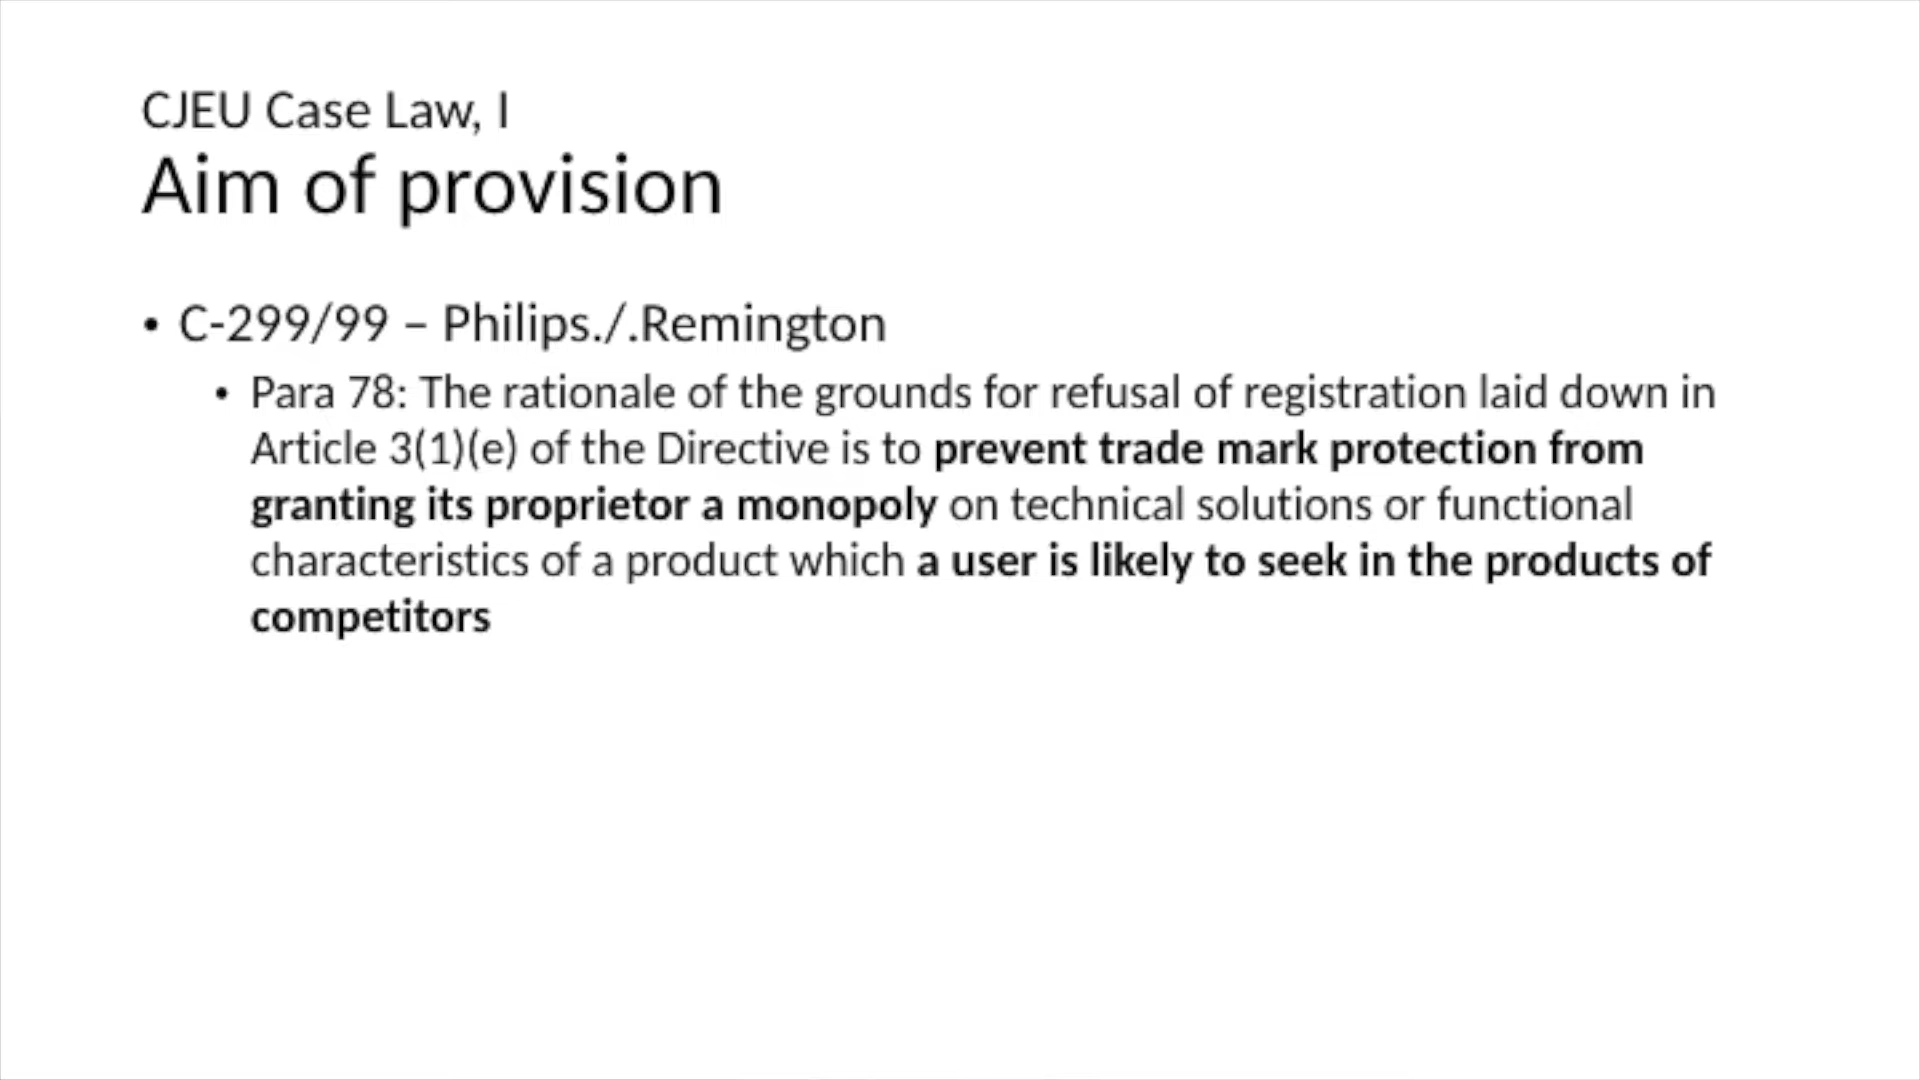 CJEU Case Law, I
Aim of provision
• C-299/99 – Philips./.Remington
• Para 78: The rationale of the grounds for refusal of registration laid down in
Article 3(1)(e) of the Directive is to prevent trade mark protection from
granting its proprietor a monopoly on technical solutions or functional
characteristics of a product which a user is likely to seek in the products of
competitors